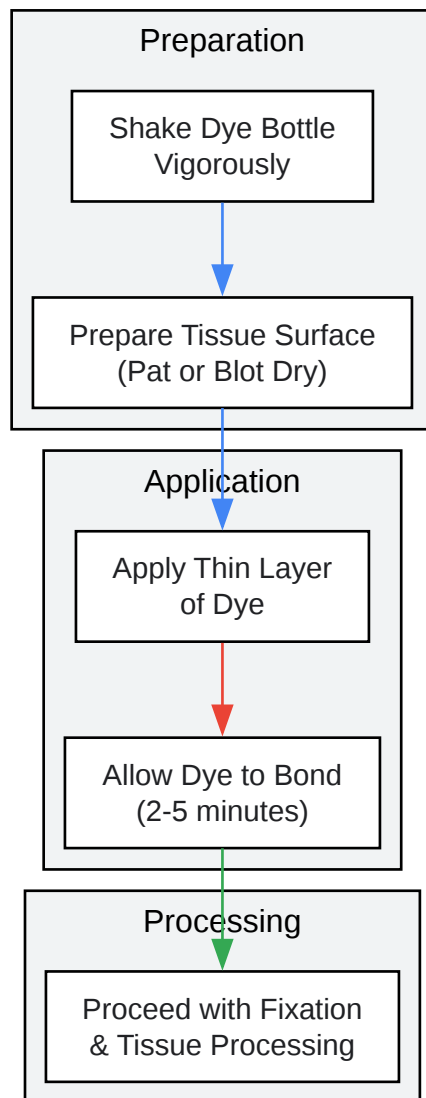 Preparation
Shake Dye Bottle
Vigorously
Prepare Tissue Surface
(Pat or Blot Dry)
Application
Apply Thin Layer
of Dye
Allow Dye to Bond
(2-5 minutes)
Processing
Proceed with Fixation
& Tissue Processing